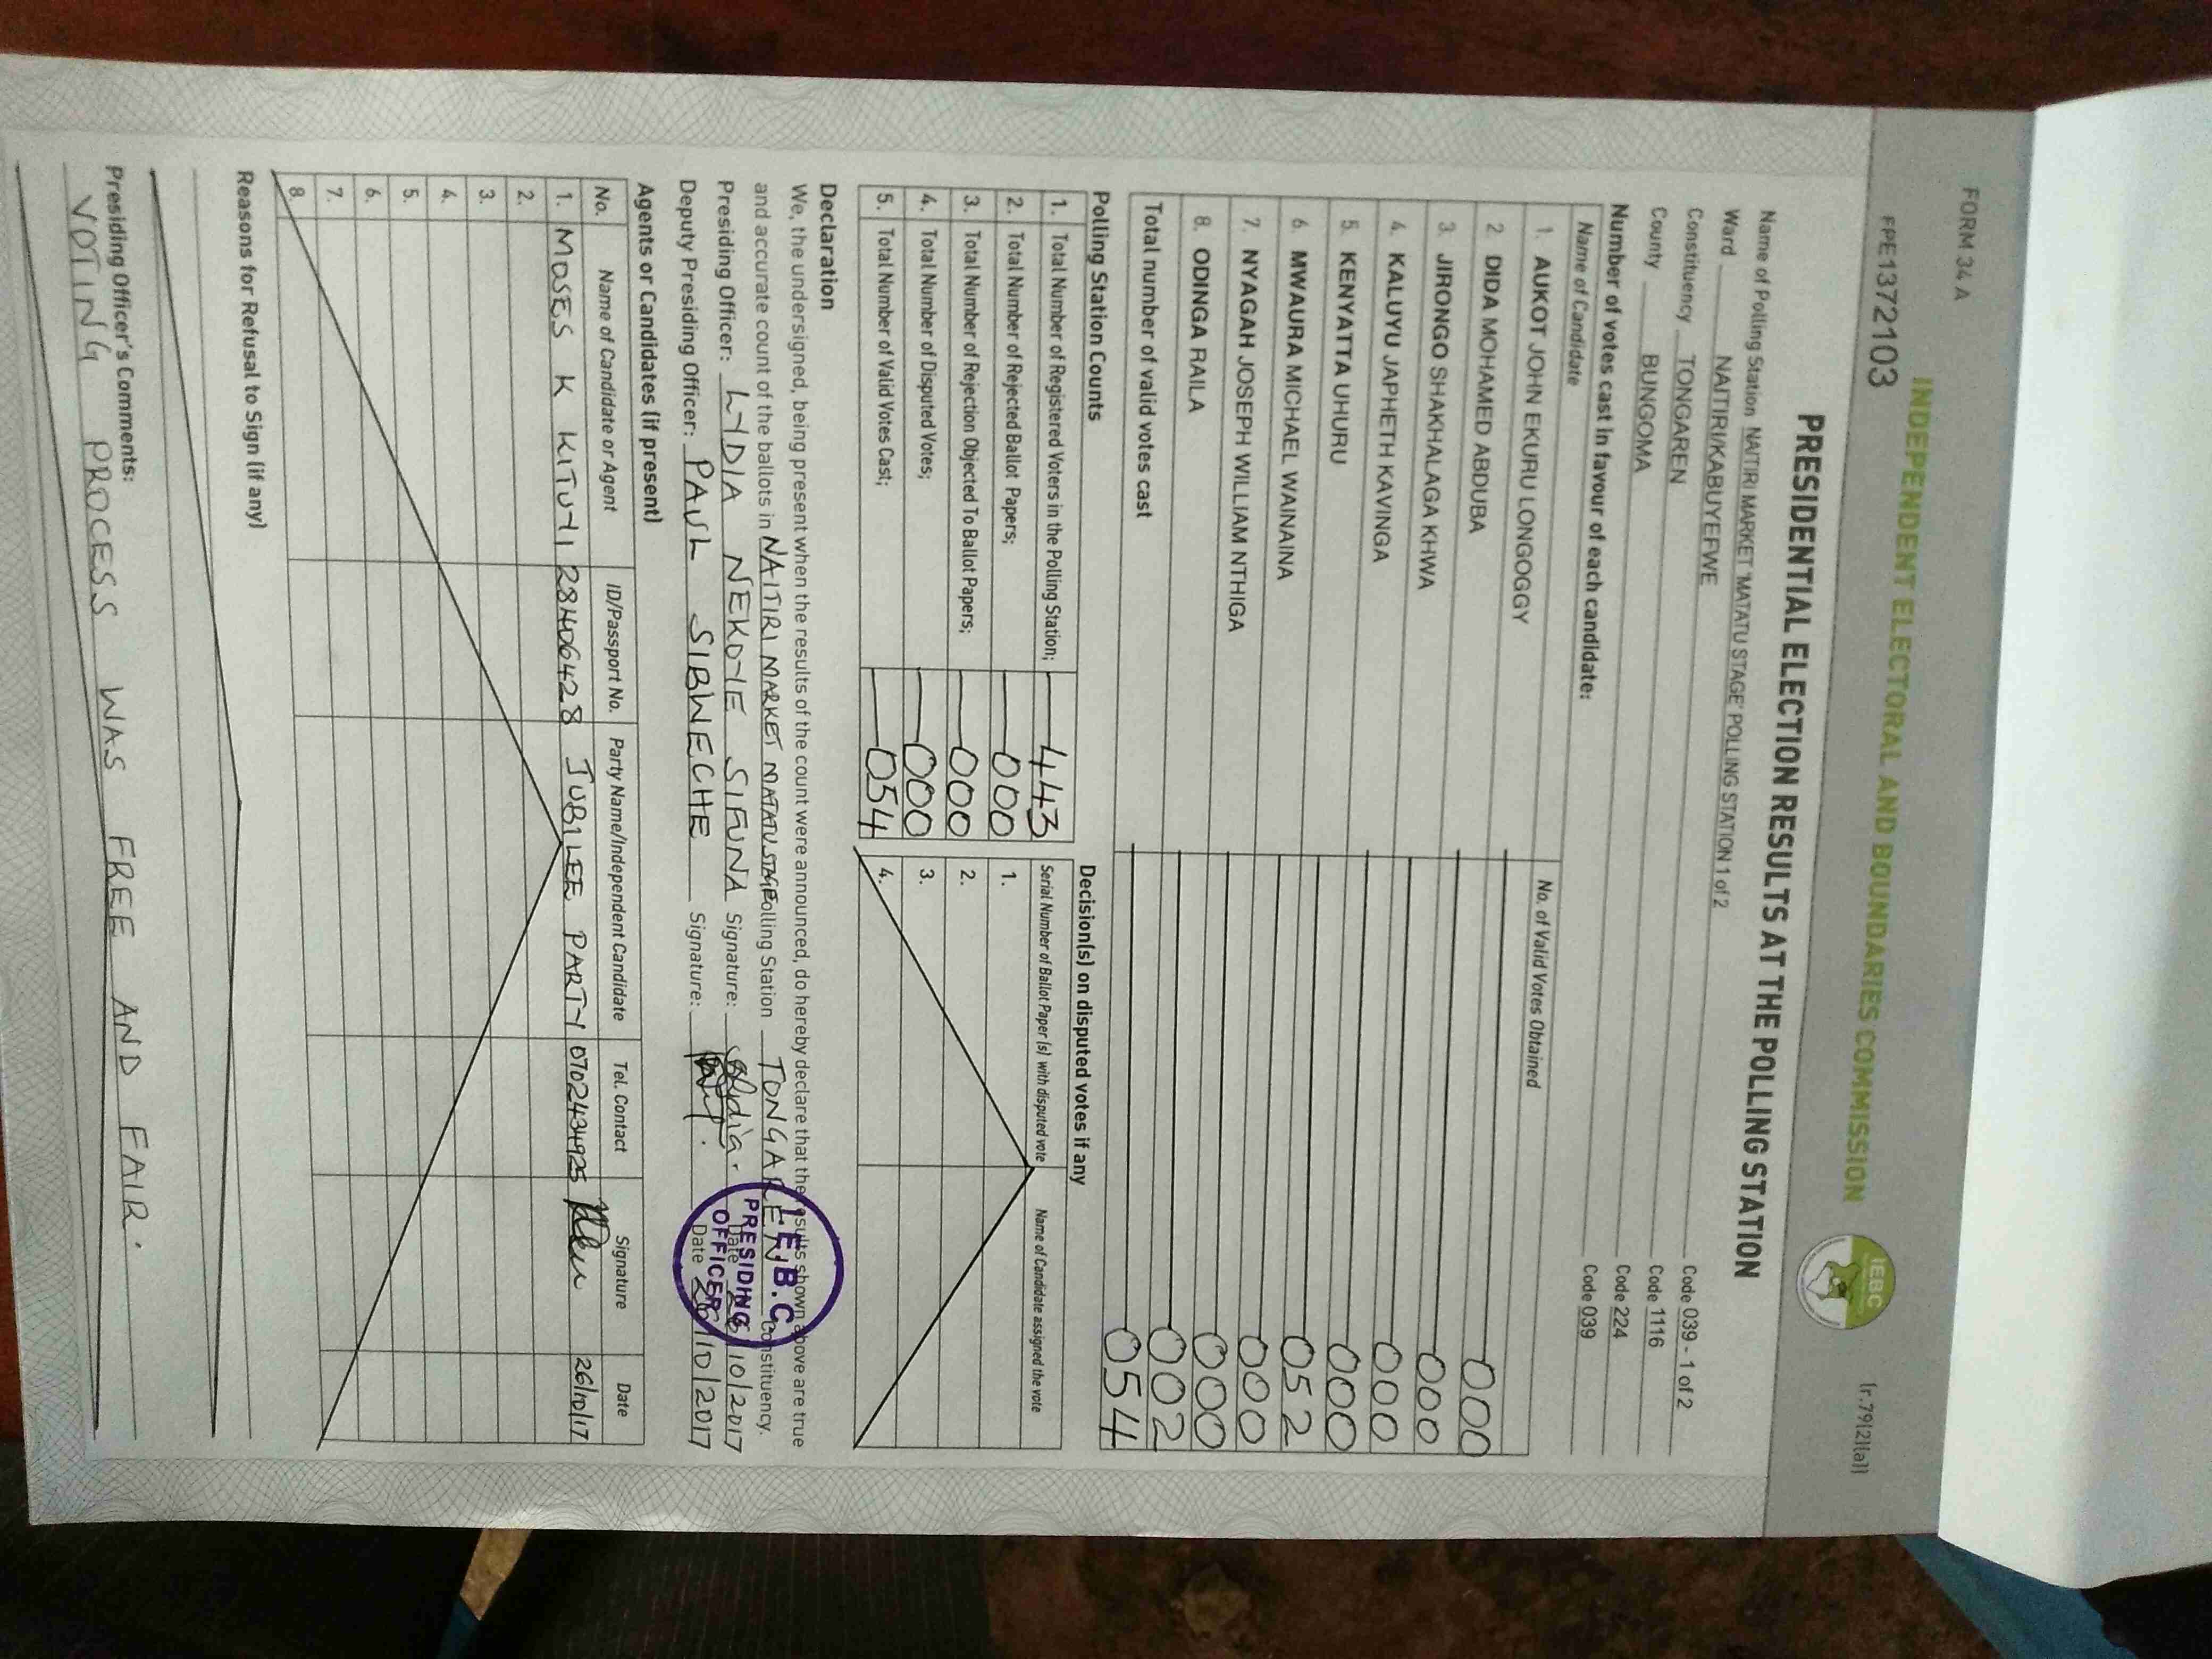 FORM 34 A
(r.79(2)(a))
INDEPENDENT ELECTORAL AND BOUNDARIES COMMISSION
IEBC
FPE1372103
PRESIDENTIAL ELECTION RESULTS AT THE POLLING STATION
Name of Polling Station NAITIRI MARKET 'MATATU STAGE' POLLING STATION 1 of 2 Code 039 - 1 of 2
Ward NAITIRI/KABUYEFWE Code 1116
Constituency TONGAREN Code 224
County BUNGOMA Code 039
Number of votes cast in favour of each candidate:
Name of Candidate No. of Valid Votes Obtained
1. AUKOT JOHN EKURU LONGOGGY 000
2. DIDA MOHAMED ABDUBA 000
3. JIRONGO SHAKHALAGA KHWA 000
4. KALUYU JAPHETH KAVINGA 000
5. KENYATTA UHURU 052
6. MWAURA MICHAEL WAINAINA 000
7. NYAGAH JOSEPH WILLIAM NTHIGA 000
8. ODINGA RAILA 002
Total number of valid votes cast 054
Polling Station Counts
1. Total Number of Registered Voters in the Polling Station; 443
2. Total Number of Rejected Ballot Papers; 000
3. Total Number of Rejection Objected To Ballot Papers; 000
4. Total Number of Disputed Votes; 000
5. Total Number of Valid Votes Cast; 054
Decision(s) on disputed votes if any
Serial Number of Ballot Paper (s) with disputed vote Name of Candidate assigned the vote
1.
2.
3.
4.
Declaration
We, the undersigned, being present when the results of the count were announced, do hereby declare that the results shown above are true
and accurate count of the ballots in NAITIRI MARKET MATATU STAGE Polling Station TONGAREN Constituency.
Presiding Officer: LYDIA NEKOYE SIFUNA Signature: Lydia. Date 26/10/2017
Deputy Presiding Officer: PAUL SIBWECHE Signature: Date 26/10/2017
I.E.B.C
PRESIDING
OFFICER
Agents or Candidates (if present)
No. Name of Candidate or Agent ID/Passport No. Party Name/Independent Candidate Tel. Contact Signature Date
1. MOSES K KITUYI 28406428 JUBILEE PARTY 0702434925 26/10/17
2.
3.
4.
5.
6.
7.
8
Reasons for Refusal to Sign (if any)
Presiding Officer's Comments:
VOTING PROCESS WAS FREE AND FAIR.